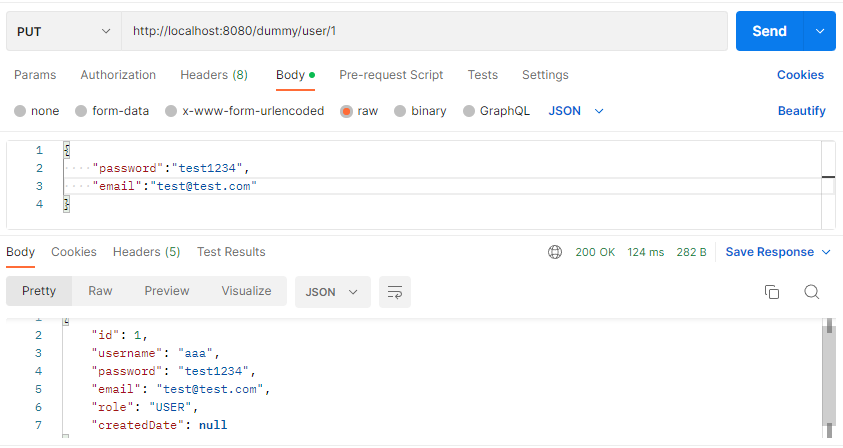 PUT http://localhost:8080/dummy/user/1 Send
Params Authorization Headers (8) Body Pre-request Script Tests Settings Cookies
none form-data x-www-form-urlencoded raw binary GraphQL JSON Beautify
1 {
2 "password":"test1234",
3 "email":"test@test.com"
4 }
Body Cookies Headers (5) Test Results 200 OK 124 ms 282 B Save Response
Pretty Raw Preview Visualize JSON
1 {
2 "id": 1,
3 "username": "aaa",
4 "password": "test1234",
5 "email": "test@test.com",
6 "role": "USER",
7 "createdDate": null